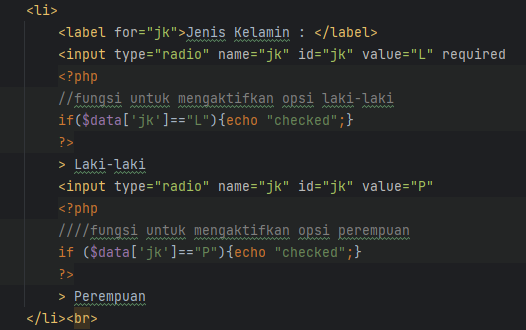 <li>
<label for="jk">Jenis Kelamin : </label>
<input type="radio" name="jk" id="jk" value="L" required
<?php
//fungsi untuk mengaktifkan opsi laki-laki
if($data['jk']=="L"){echo "checked";}
?>
> Laki-laki
<input type="radio" name="jk" id="jk" value="P"
<?php
////fungsi untuk mengaktifkan opsi perempuan
if ($data['jk']=="P"){echo "checked";}
?>
> Perempuan
</li><br>